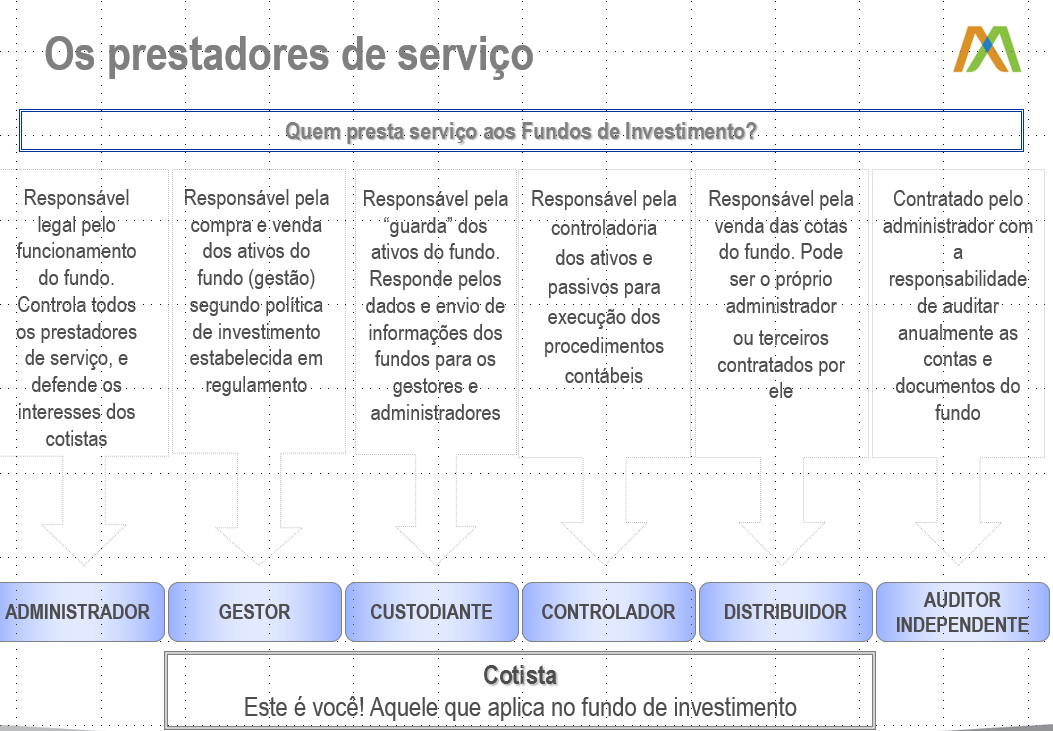 Os prestadores de serviço
Quem presta serviço aos Fundos de Investimento?
Responsável
legal pelo
funcionamento
do fundo.
Controla todos
os prestadores
de serviço, e
defende os
interesses dos
cotistas
Responsável pela
compra e venda
dos ativos do
fundo (gestão)
segundo política
de investimento
estabelecida em
regulamento
Responsável pela
“guarda” dos
ativos do fundo.
Responde pelos
dados e envio de
informações dos
fundos para os
gestores e
administradores
Responsável pela
controladoria
dos ativos e
passivos para
execução dos
procedimentos
contábeis
Responsável pela
venda das cotas
do fundo. Pode
ser o próprio
administrador
ou terceiros
contratados por
ele
Contratado pelo
administrador com
a
responsabilidade
de auditar
anualmente as
contas e
documentos do
fundo
ADMINISTRADOR
GESTOR
CUSTODIANTE
CONTROLADOR
DISTRIBUIDOR
AUDITOR
INDEPENDENTE
Cotista
Este é você! Aquele que aplica no fundo de investimento